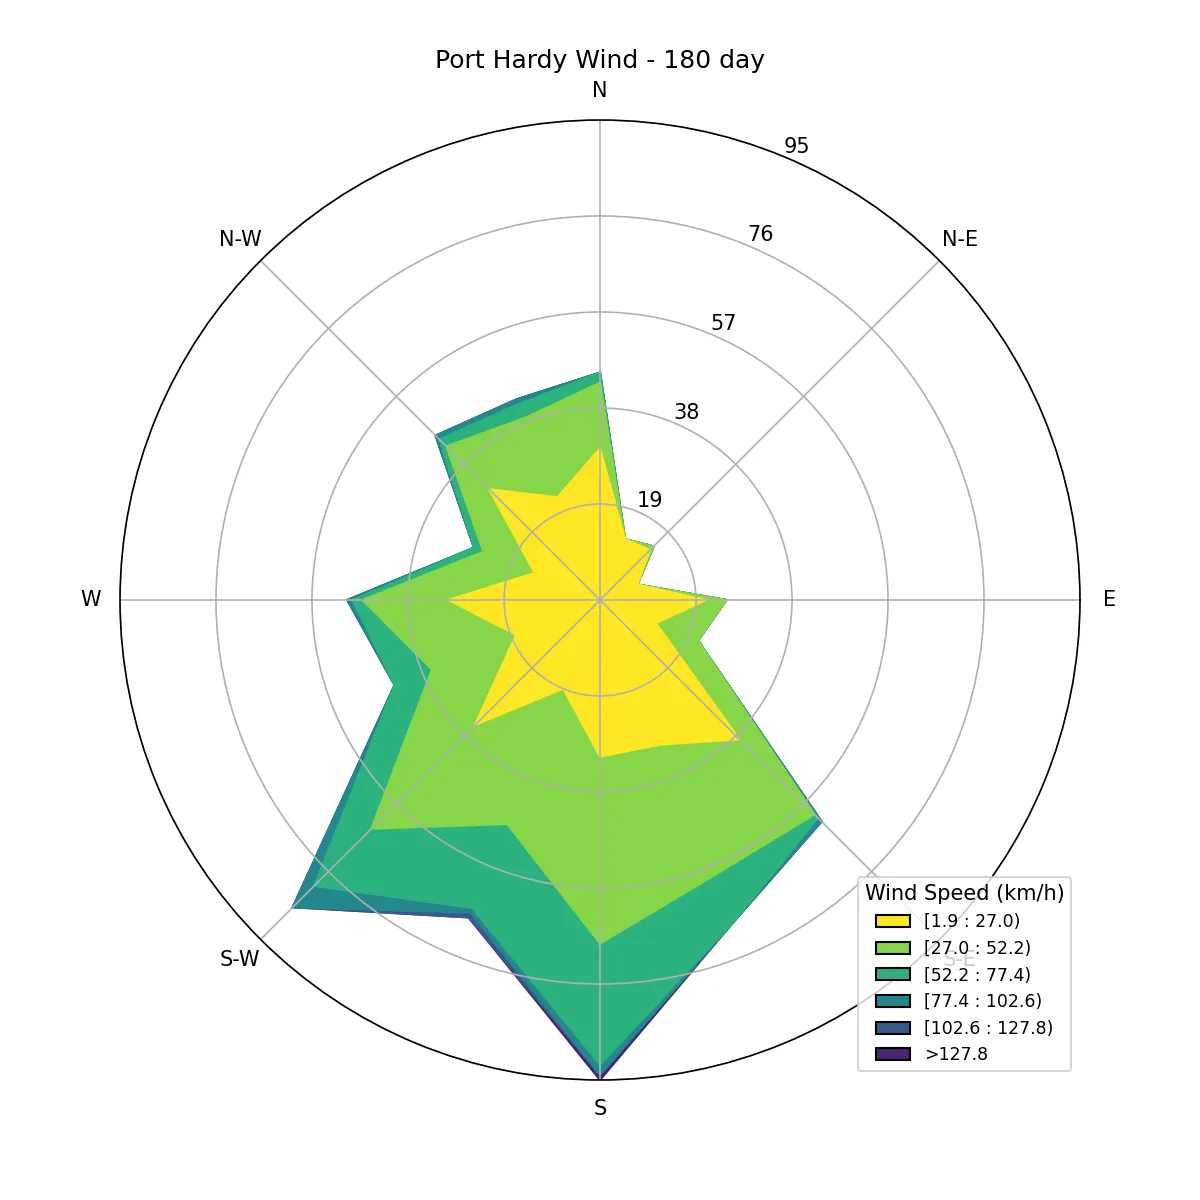 Port Hardy Wind - 180 day
N
95
N-W
76
N-E
57
38
19
W
E
S-W
S-E
Wind Speed (km/h)
[1.9 : 27.0)
[27.0 : 52.2)
[52.2 : 77.4)
[77.4 : 102.6)
[102.6 : 127.8)
>127.8
S